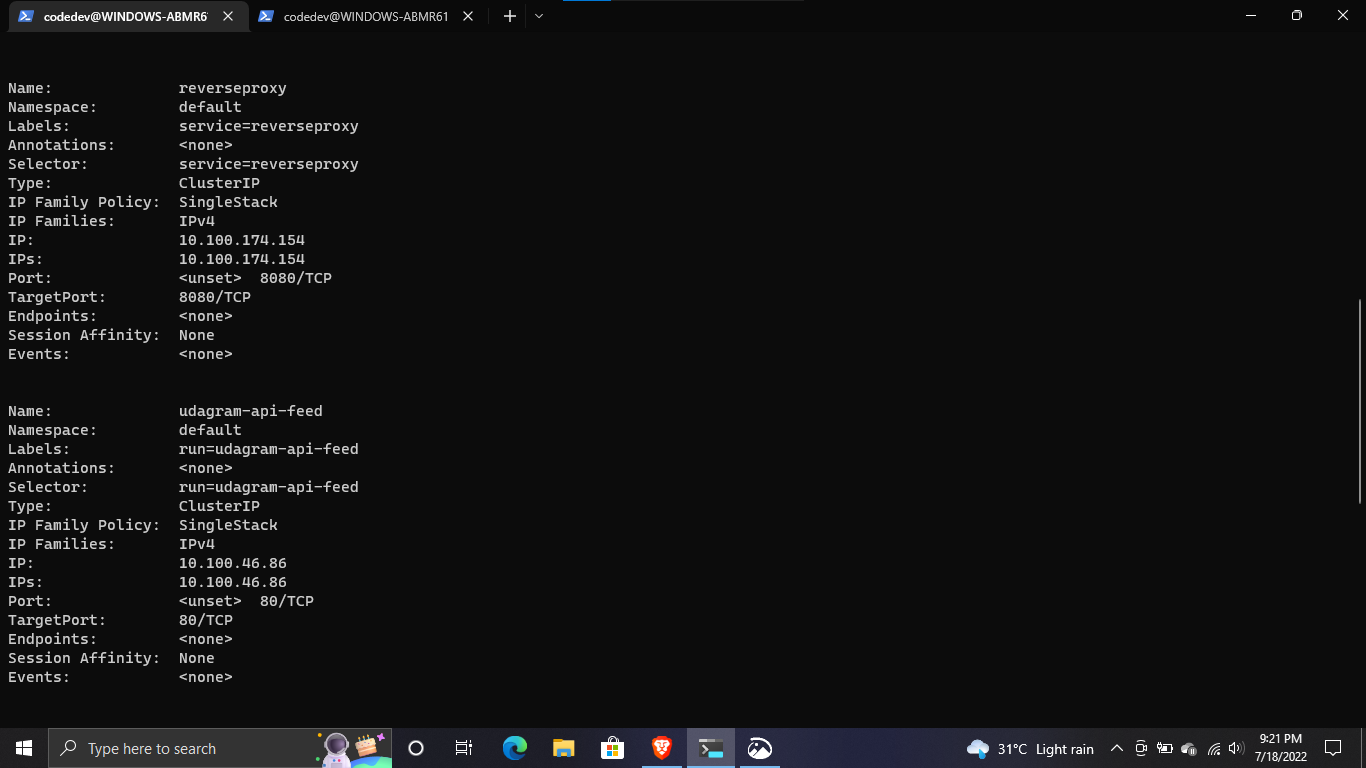 codedev@WINDOWS-ABMR6
codedev@WINDOWS-ABMR61
Name: reverseproxy
Namespace: default
Labels: service=reverseproxy
Annotations: <none>
Selector: service=reverseproxy
Type: ClusterIP
IP Family Policy: SingleStack
IP Families: IPv4
IP: 10.100.174.154
IPs: 10.100.174.154
Port: <unset> 8080/TCP
TargetPort: 8080/TCP
Endpoints: <none>
Session Affinity: None
Events: <none>
Name: udagram-api-feed
Namespace: default
Labels: run=udagram-api-feed
Annotations: <none>
Selector: run=udagram-api-feed
Type: ClusterIP
IP Family Policy: SingleStack
IP Families: IPv4
IP: 10.100.46.86
IPs: 10.100.46.86
Port: <unset> 80/TCP
TargetPort: 80/TCP
Endpoints: <none>
Session Affinity: None
Events: <none>
Type here to search
31°C Light rain
9:21 PM
7/18/2022